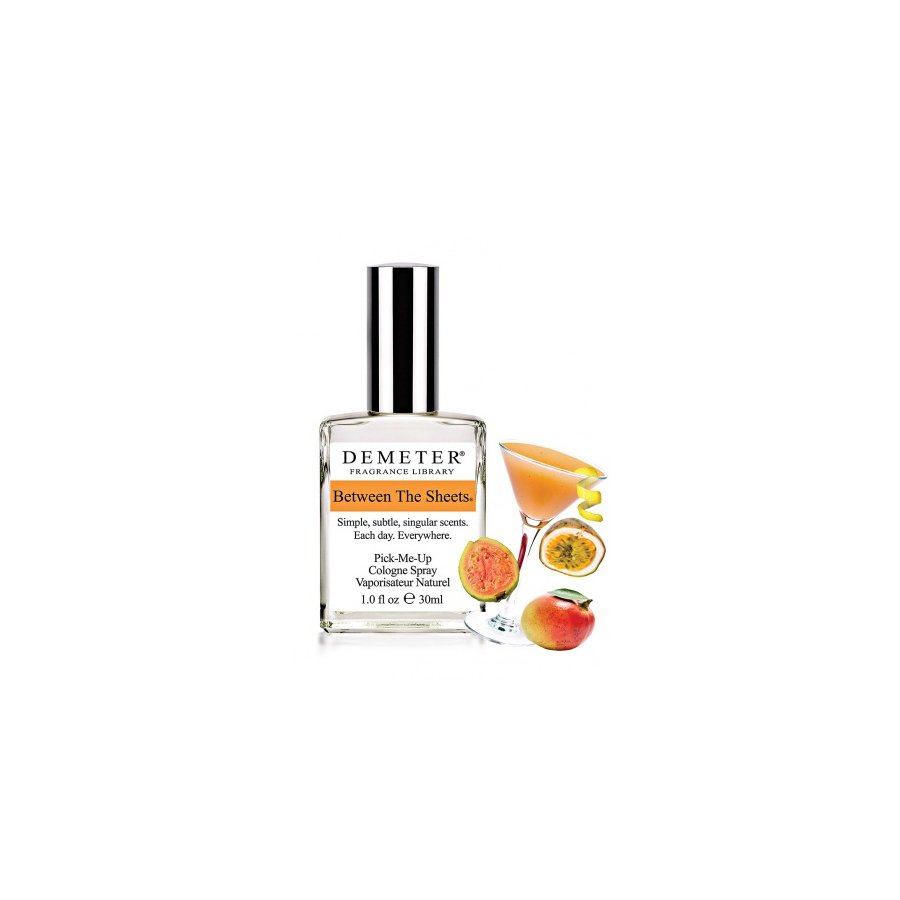 DEMETER®
FRAGRANCE LIBRARY
Between The Sheets®
Simple, subtle, singular scents.
Each day. Everywhere.
Pick-Me-Up
Cologne Spray
Vaporisateur Naturel
1.0 fl oz ℮ 30ml